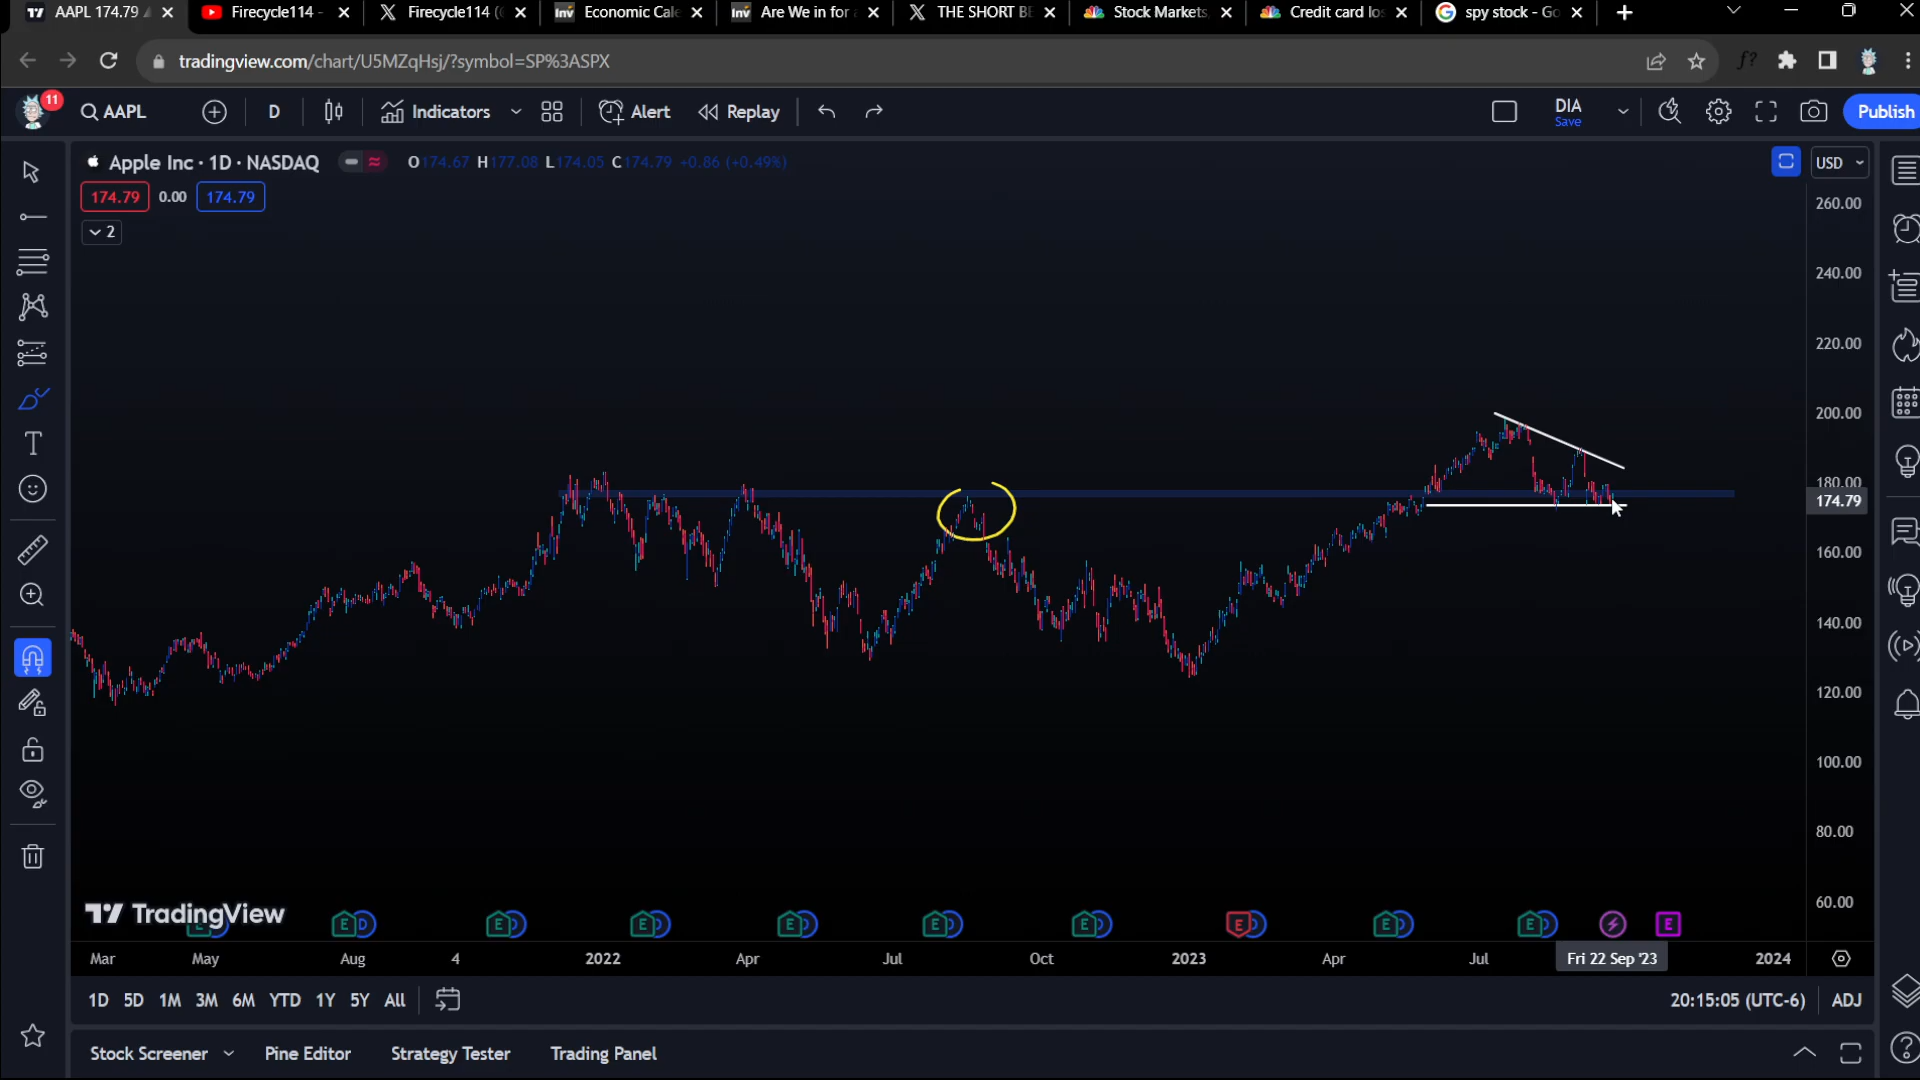 AAPL 174.79
Firecycle114 -
Firecycle114 (
Economic Cale
Are We in for
THE SHORT BE
Stock Markets,
Credit card los
spy stock - Go
tradingview.com/chart/U5MZqHsj/?symbol=SP%3ASPX
f?
11
AAPL
D
Indicators
Alert
Replay
DIA
Save
Publish
Apple Inc · 1D · NASDAQ
O174.67 H177.08 L174.05 C174.79 +0.86 (+0.49%)
USD
174.79
0.00
174.79
2
260.00
240.00
220.00
200.00
180.00
174.79
160.00
140.00
120.00
100.00
80.00
60.00
TradingView
E D E D E D E D E D E D E D E D E D E
Mar May Aug 4 2022 Apr Jul Oct 2023 Apr Jul Fri 22 Sep '23 2024
1D 5D 1M 3M 6M YTD 1Y 5Y All
20:15:05 (UTC-6) ADJ
Stock Screener
Pine Editor
Strategy Tester
Trading Panel